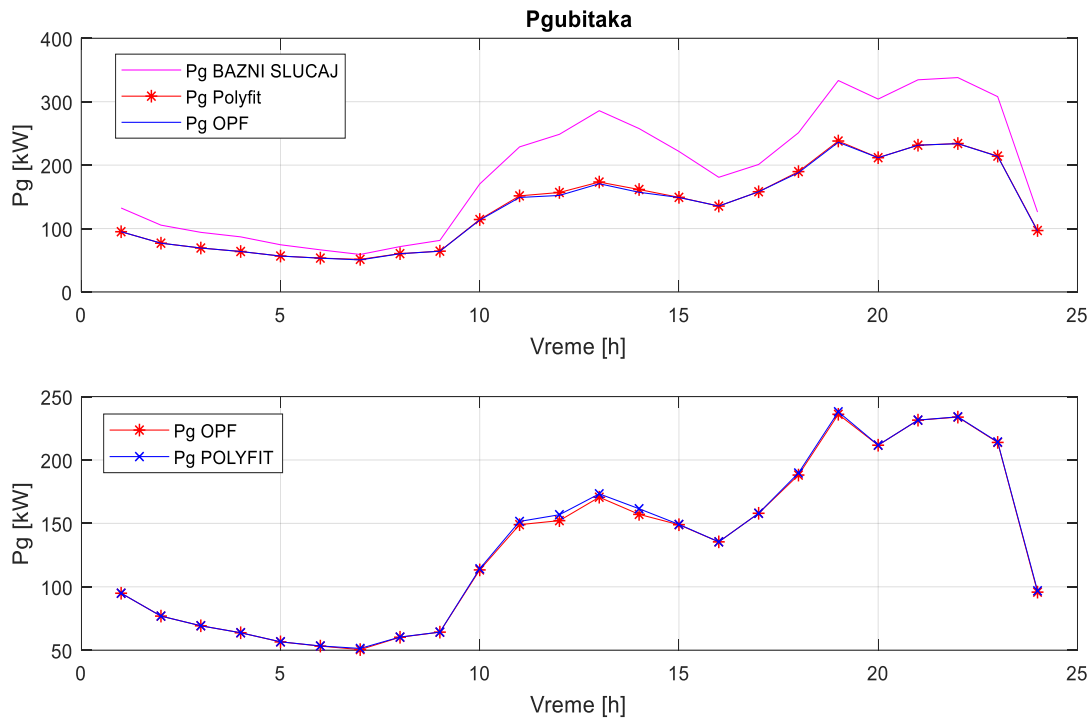 Pgubitaka
400
300
200
100
0
Pg [kW]
Pg BAZNI SLUCAJ
Pg Polyfit
Pg OPF
0 5 10 15 20 25
Vreme [h]
250
200
150
100
50
Pg [kW]
Pg OPF
Pg POLYFIT
0 5 10 15 20 25
Vreme [h]